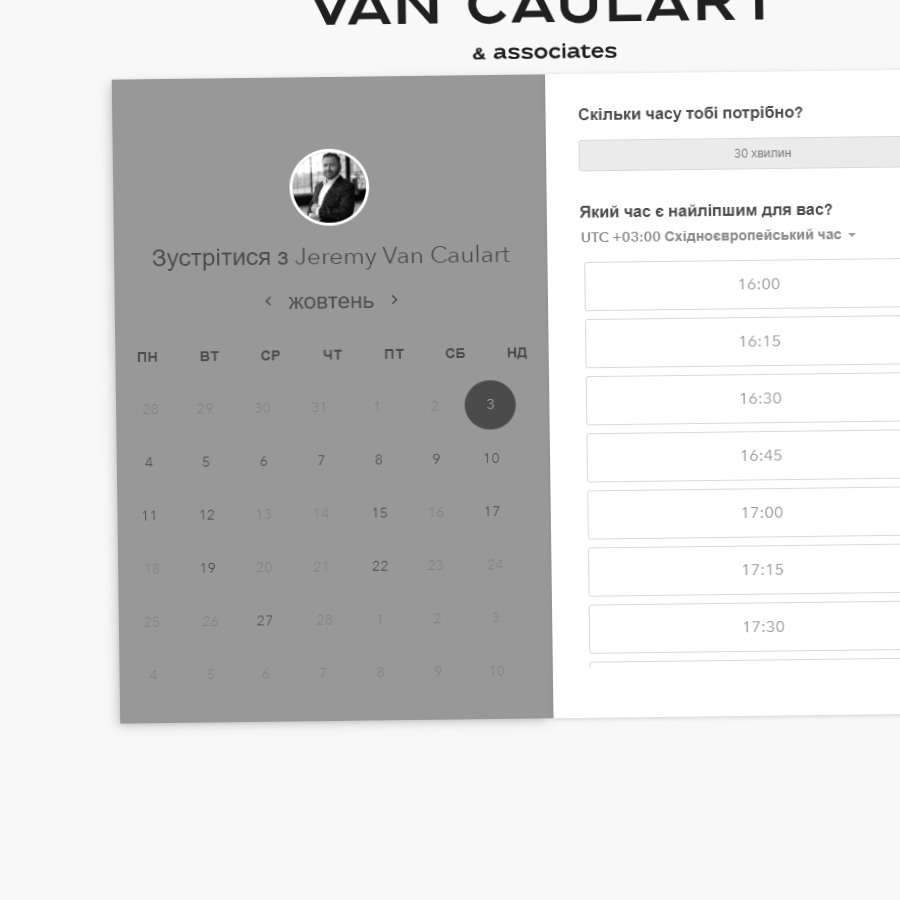 VAN CAULART
& associates
Зустрітися з Jeremy Van Caulart
жовтень
ПН ВТ СР ЧТ ПТ СБ НД
28 29 30 31 1 2 3
4 5 6 7 8 9 10
11 12 13 14 15 16 17
18 19 20 21 22 23 24
25 26 27 28 1 2 3
4 5 6 7 8 9 10
Скільки часу тобі потрібно?
30 хвилин
Який час є найліпшим для вас?
UTC +03:00 Східноєвропейський час
16:00
16:15
16:30
16:45
17:00
17:15
17:30